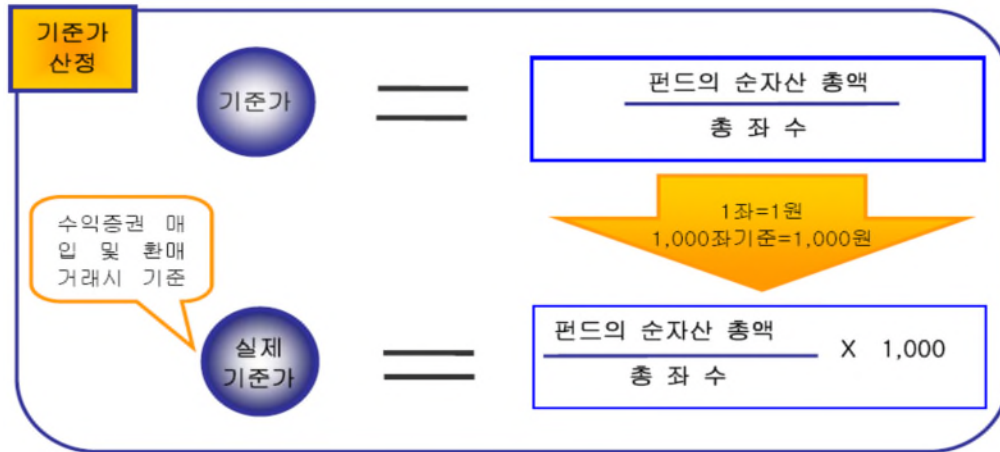 기준가
산정
기준가
펀드의 순자산 총액
총 좌 수
1좌=1원
1,000좌기준=1,000원
수익증권 매
입 및 환매
거래시 기준
실제
기준가
펀드의 순자산 총액
총 좌 수
X 1,000